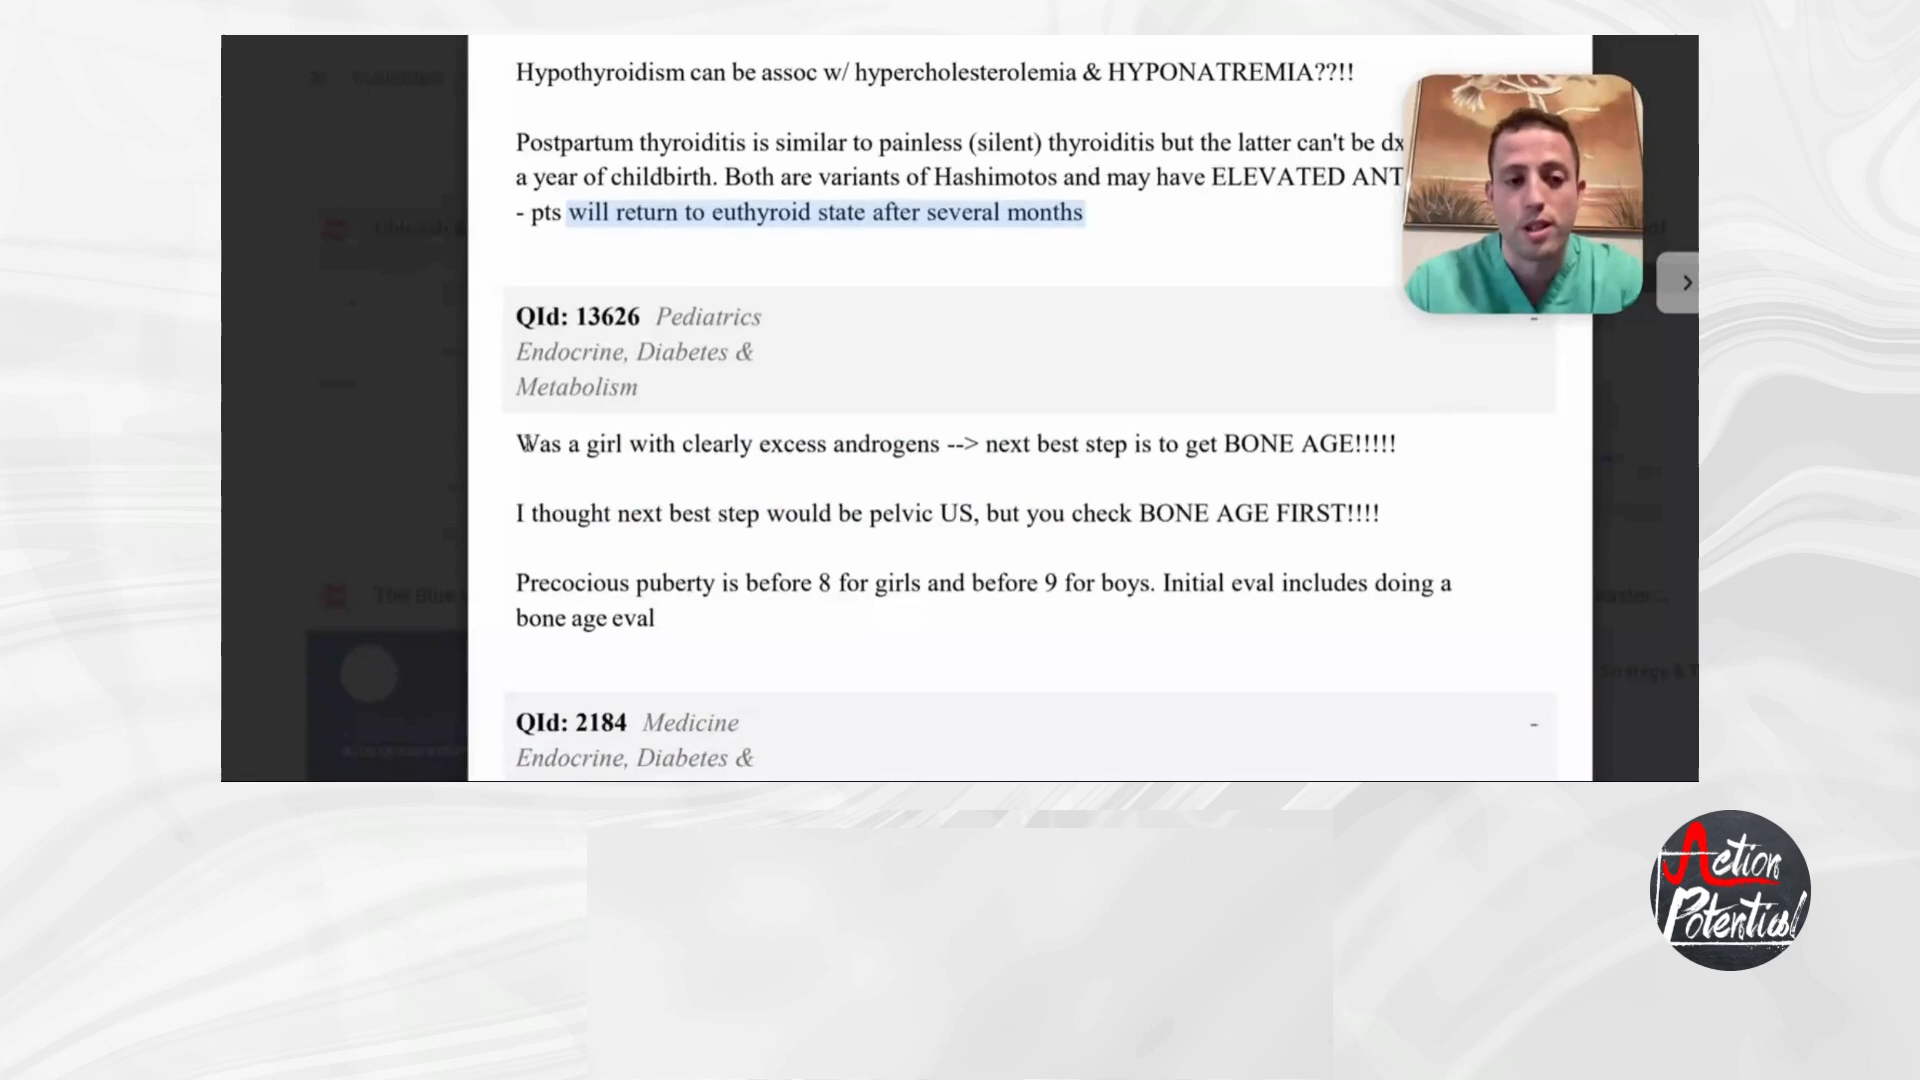 Hypothyroidism can be assoc w/ hypercholesterolemia & HYPONATREMIA??!!
Postpartum thyroiditis is similar to painless (silent) thyroiditis but the latter can't be dx
a year of childbirth. Both are variants of Hashimotos and may have ELEVATED ANT
- pts will return to euthyroid state after several months
QId: 13626 Pediatrics
Endocrine, Diabetes &
Metabolism
-
Was a girl with clearly excess androgens --> next best step is to get BONE AGE!!!!!
I thought next best step would be pelvic US, but you check BONE AGE FIRST!!!!
Precocious puberty is before 8 for girls and before 9 for boys. Initial eval includes doing a
bone age eval
QId: 2184 Medicine
-
Endocrine, Diabetes &
The Blue
Strategy &
Action
Potential